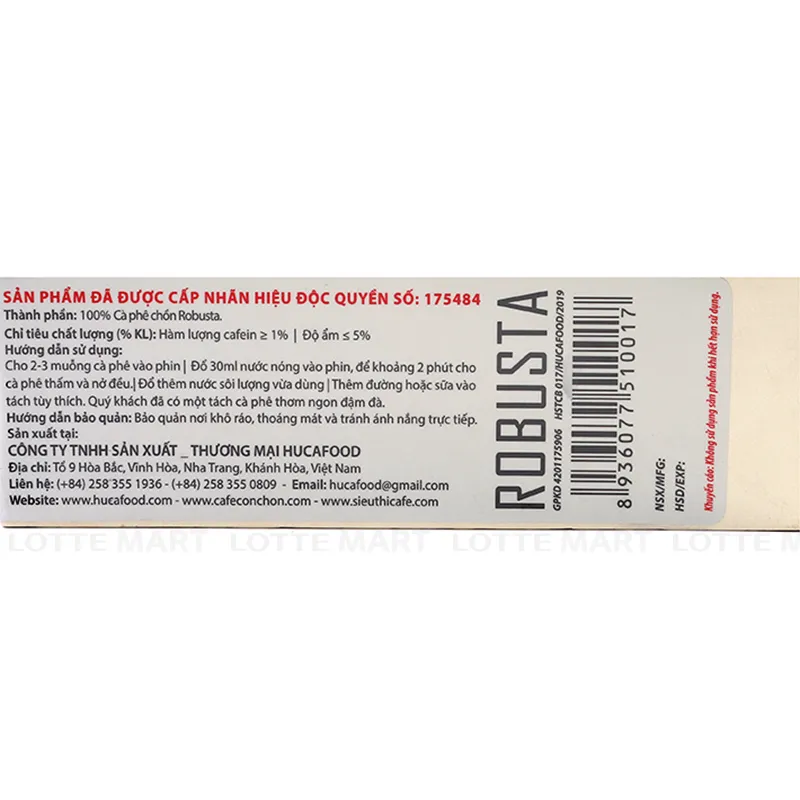 SẢN PHẨM ĐÃ ĐƯỢC CẤP NHÃN HIỆU ĐỘC QUYỀN SỐ: 175484
Thành phần: 100% Cà phê chồn Robusta.
Chỉ tiêu chất lượng (% KL): Hàm lượng cafein ≥ 1% | Độ ẩm ≤ 5%
Hướng dẫn sử dụng:
Cho 2-3 muỗng cà phê vào phin | Đổ 30ml nước nóng vào phin, để khoảng 2 phút cho
cà phê thấm và nở đều.| Đổ thêm nước sôi lượng vừa dùng | Thêm đường hoặc sữa vào
tách tùy thích. Quý khách đã có một tách cà phê thơm ngon đậm đà.
Hướng dẫn bảo quản: Bảo quản nơi khô ráo, thoáng mát và tránh ánh nắng trực tiếp.
Sản xuất tại:
CÔNG TY TNHH SẢN XUẤT _ THƯƠNG MẠI HUCAFOOD
Địa chỉ: Tổ 9 Hòa Bắc, Vĩnh Hòa, Nha Trang, Khánh Hòa, Việt Nam
Liên hệ: (+84) 258 355 1936 - (+84) 258 355 0809 - Email: hucafood@gmail.com
Website: www.hucafood.com - www.cafeconchon.com - www.sieuthicafe.com
ROBUSTA
GPKD 4201175906 HSTCB 017/HUCAFOOD/2019
8 936077 510017
NSX/MFG:
HSD/EXP:
Khuyến cáo: Không sử dụng sản phẩm khi hết hạn sử dụng.
LOTTE MART LOTTE MART LOTTE MART LOTTE MART